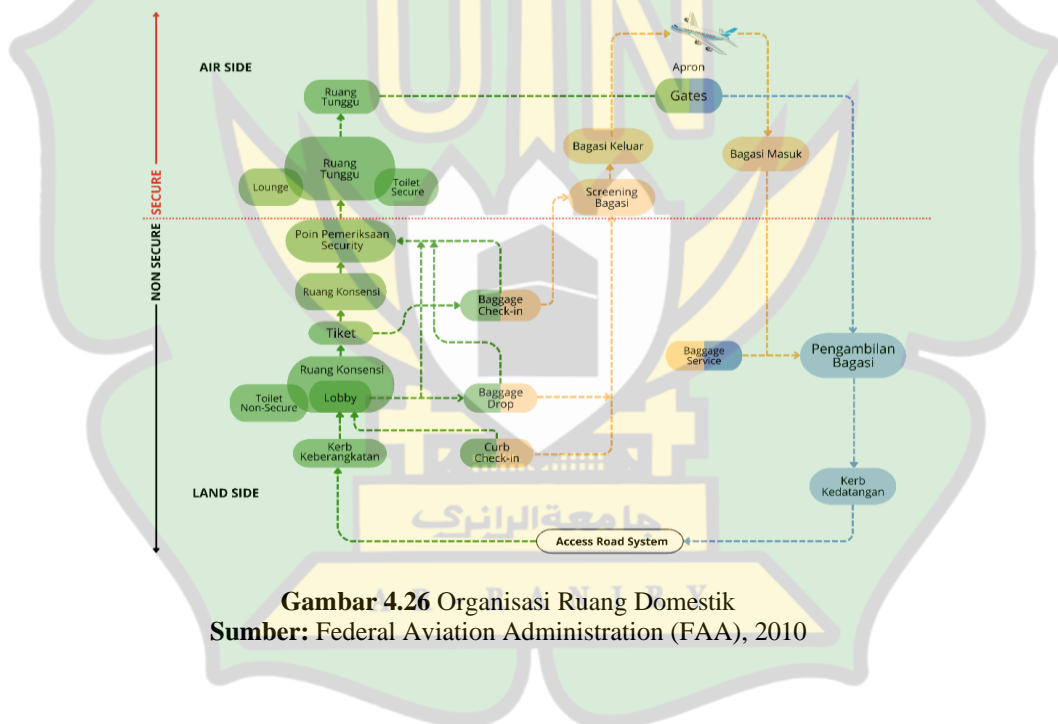 UIN
AIR SIDE
Apron
Ruang
Tunggu
Gates
Bagasi Keluar
Bagasi Masuk
Ruang
Tunggu
Lounge
Toilet
Secure
Screening
Bagasi
SECURE
NON SECURE
Poin Pemeriksaan
Security
Ruang Konsensi
Baggage
Check-in
Tiket
Baggage
Service
Pengambilan
Bagasi
Ruang Konsensi
Lobby
Toilet
Non-Secure
Baggage
Drop
Kerb
Keberangkatan
Curb
Check-in
LAND SIDE
Kerb
Kedatangan
جامعة الرانري
Access Road System
AR - RANIRY
Gambar 4.26 Organisasi Ruang Domestik
Sumber: Federal Aviation Administration (FAA), 2010